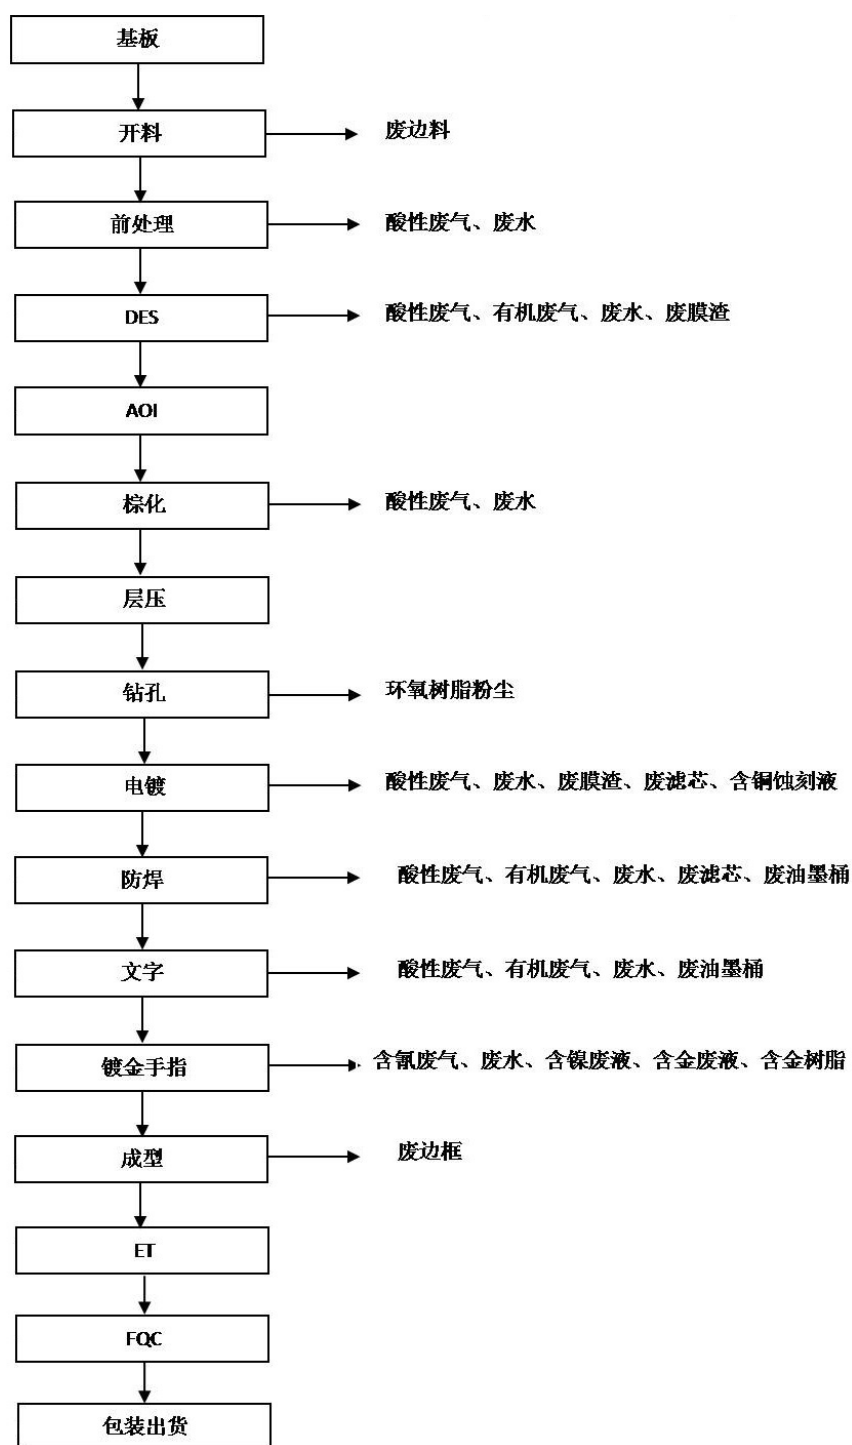 基板
开料
废边料
前处理
酸性废气、废水
DES
酸性废气、有机废气、废水、废膜渣
AOI
棕化
酸性废气、废水
层压
钻孔
环氧树脂粉尘
电镀
酸性废气、废水、废膜渣、废滤芯、含铜蚀刻液
防焊
酸性废气、有机废气、废水、废滤芯、废油墨桶
文字
酸性废气、有机废气、废水、废油墨桶
镀金手指
含氰废气、废水、含镍废液、含金废液、含金树脂
成型
废边框
ET
FQC
包装出货